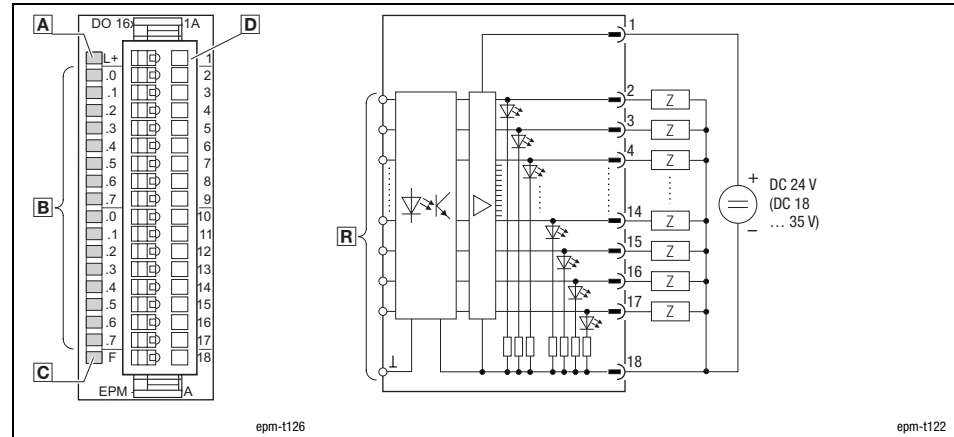 A
DO 16x 1A
D
L+ 1
.0 2
.1 3
.2 4
.3 5
.4 6
.5 7
.6 8
.7 9
.0 10
.1 11
.2 12
.3 13
.4 14
.5 15
.6 16
.7 17
F 18
B
C
EPM - A
epm-t126
1
2 Z
3 Z
4 Z
14 Z
15 Z
16 Z
17 Z
18
R
⊥
+
DC 24 V
(DC 18
... 35 V)
–
epm-t122